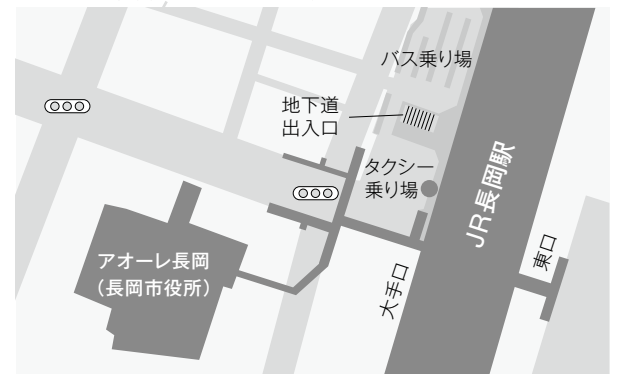 バス乗り場
地下道
出入口
タクシー
乗り場
JR長岡駅
東口
大手口
アオーレ長岡
（長岡市役所）